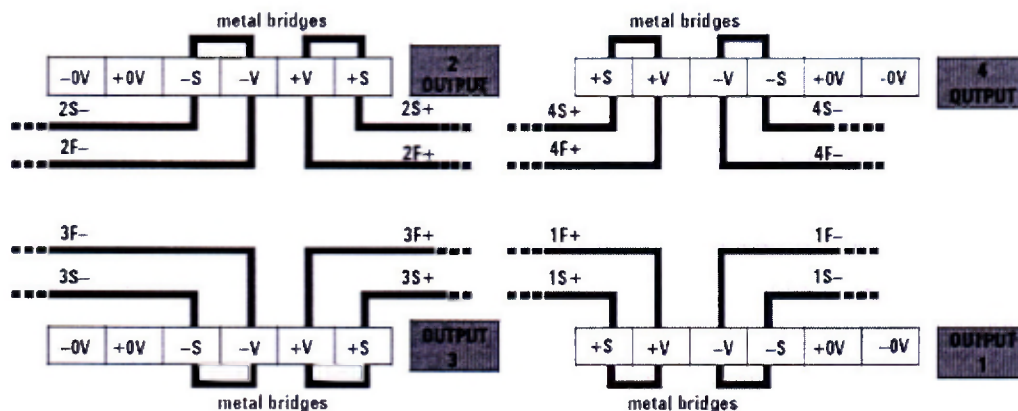 metal bridges metal bridges
-0V +0V -S -V +V +S 2 OUTPUT +S +V -V -S +0V -0V 4 OUTPUT
2S- 2S+ 4S+ 4S-
2F- 2F+ 4F+ 4F-
3F- 3F+ 1F+ 1F-
3S- 3S+ 1S+ 1S-
-0V +0V -S -V +V +S OUTPUT 3 +S +V -V -S +0V -0V OUTPUT 1
metal bridges metal bridges